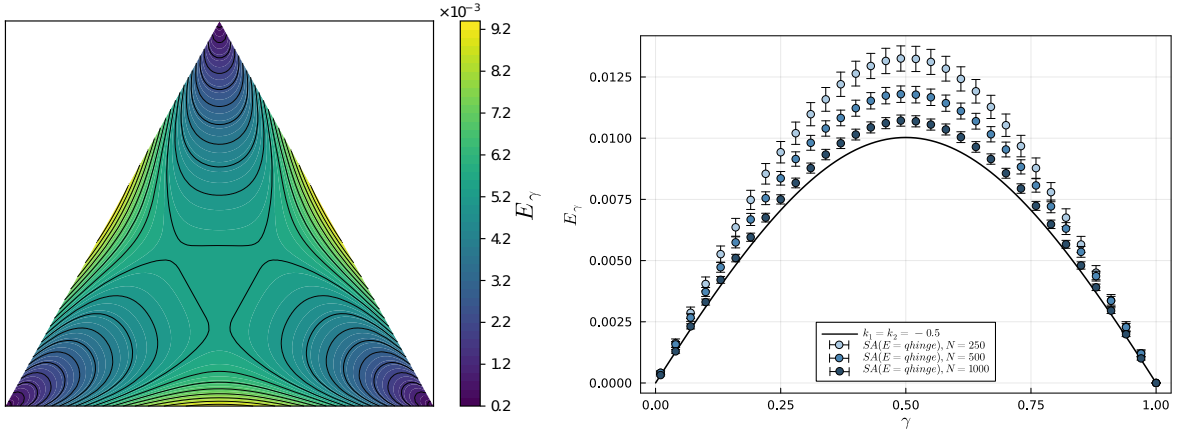 ×10⁻³
9.2
8.2
7.2
6.2
5.2
4.2
3.2
2.2
1.2
0.2
E_γ
0.0125
0.0100
0.0075
0.0050
0.0025
0.0000
E_γ
k₁ = k₂ = − 0.5
SA(E = qhinge), N = 250
SA(E = qhinge), N = 500
SA(E = qhinge), N = 1000
0.00 0.25 0.50 0.75 1.00
γ